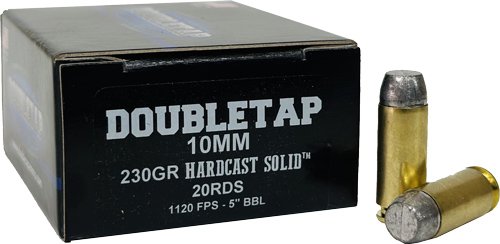 DOUBLETAP
10MM
230GR HARDCAST SOLID™
20RDS
1120 FPS - 5" BBL